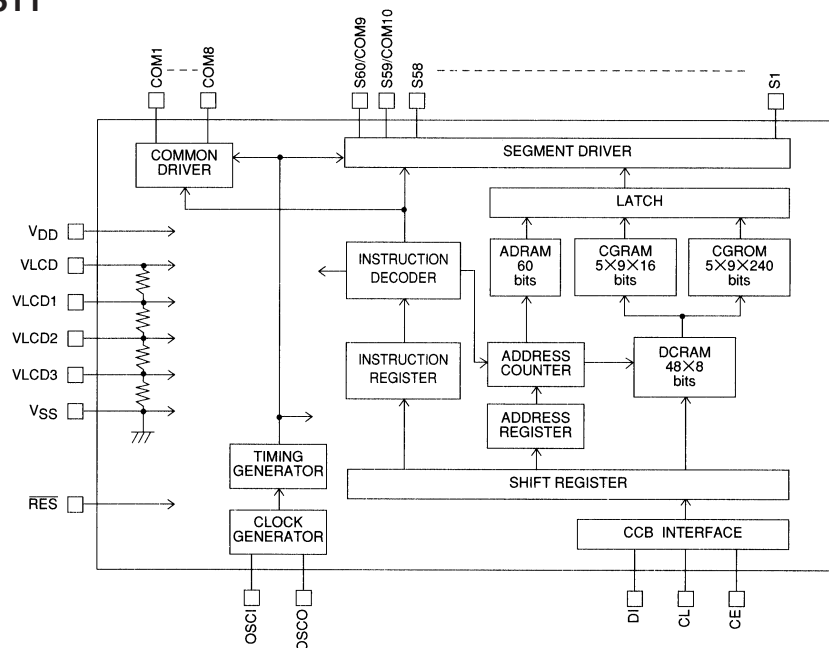 COM1
COM8
S60/COM9
S59/COM10
S58
S1
COMMON
DRIVER
SEGMENT DRIVER
LATCH
VDD
VLCD
VLCD1
VLCD2
VLCD3
VSS
RES
INSTRUCTION
DECODER
ADRAM
60
bits
CGRAM
5×9×16
bits
CGROM
5×9×240
bits
INSTRUCTION
REGISTER
ADDRESS
COUNTER
DCRAM
48×8
bits
ADDRESS
REGISTER
TIMING
GENERATOR
SHIFT REGISTER
CLOCK
GENERATOR
CCB INTERFACE
OSCI
OSCO
DI
CL
CE